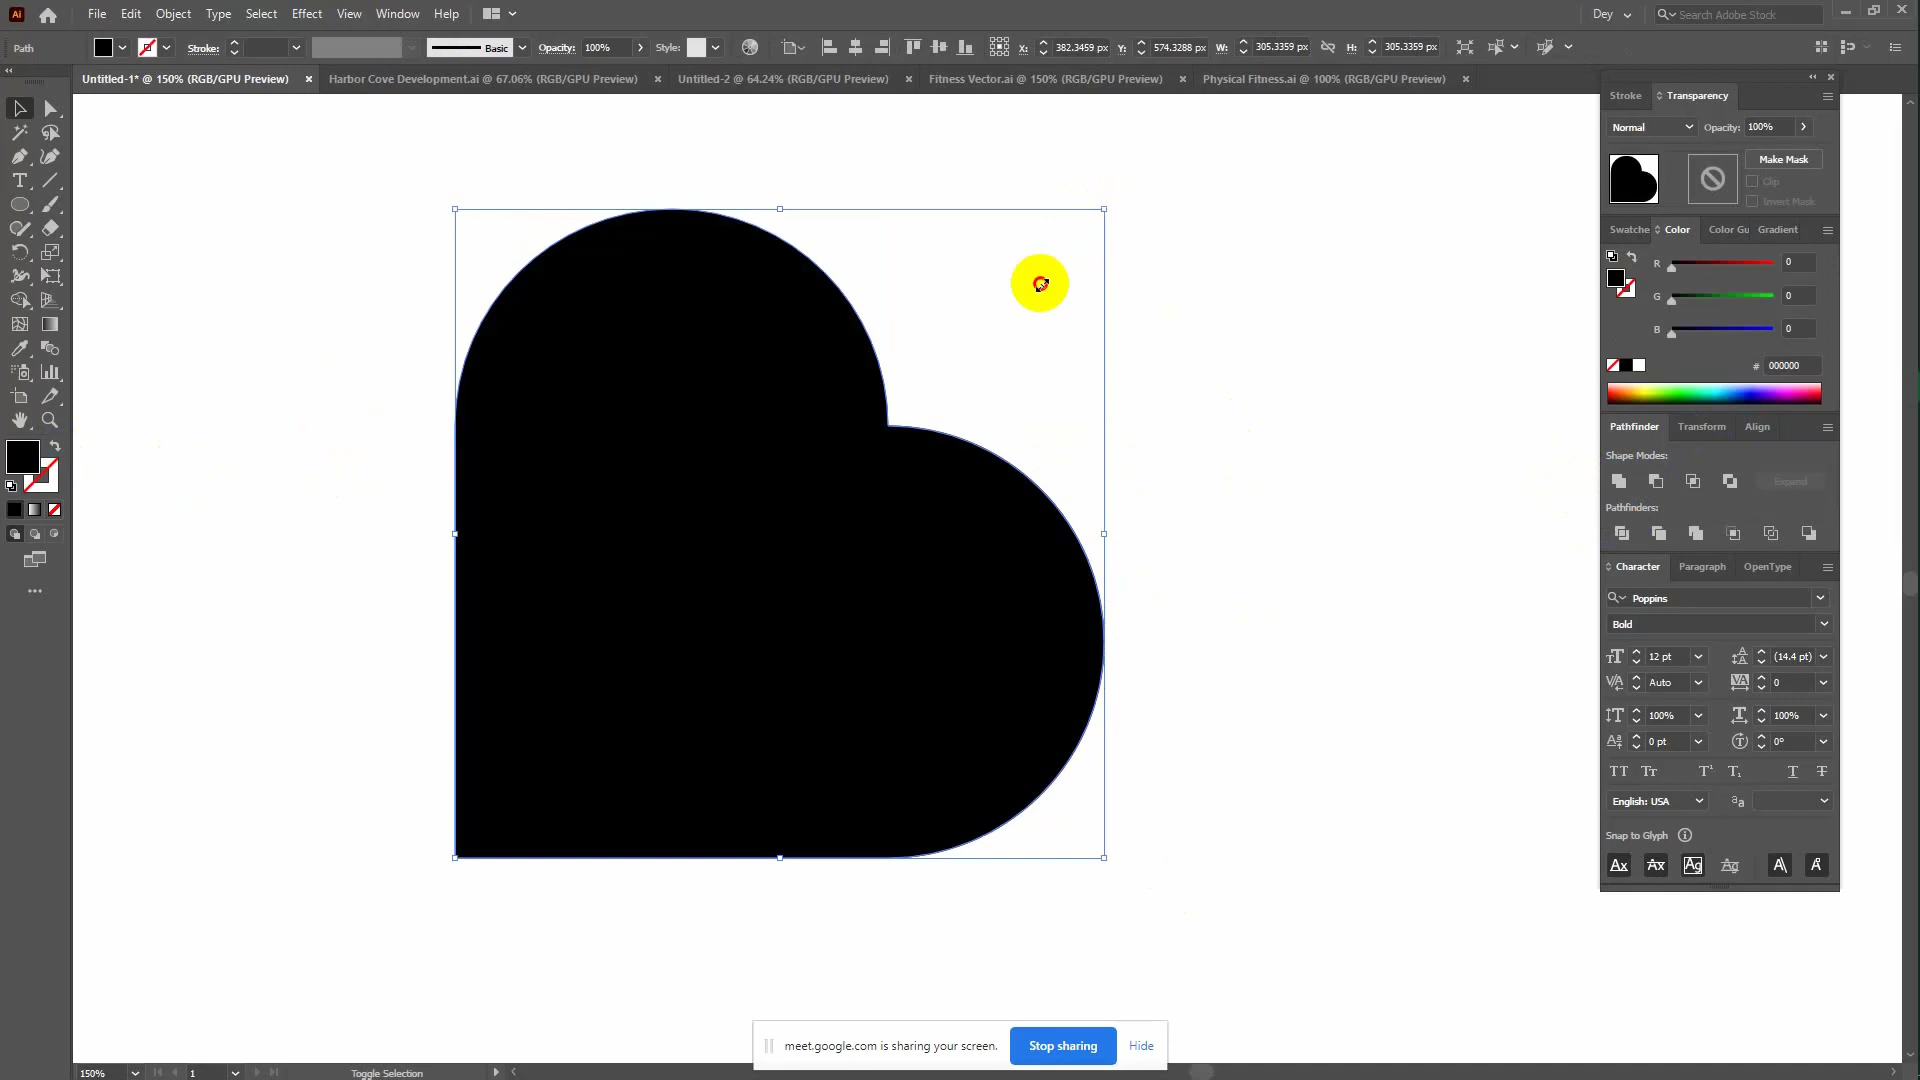 Ai File Edit Object Type Select Effect View Window Help Dey Search Adobe Stock
Path Stroke: Basic Opacity: 100% Style: X: 382.3459 px Y: 574.3288 px W: 305.3359 px H: 305.3359 px
Untitled-1* @ 150% (RGB/GPU Preview) × Harbor Cove Development.ai @ 67.06% (RGB/GPU Preview) × Untitled-2 @ 64.24% (RGB/GPU Preview) × Fitness Vector.ai @ 150% (RGB/GPU Preview) × Physical Fitness.ai @ 100% (RGB/GPU Preview) ×
Stroke Transparency
Normal Opacity: 100%
Make Mask
Clip
Invert Mask
Swatche Color Color Gu Gradient
R 0
G 0
B 0
# 000000
Pathfinder Transform Align
Shape Modes:
Expand
Pathfinders:
Character Paragraph OpenType
Poppins
Bold
12 pt (14.4 pt)
Auto 0
100% 100%
0 pt 0°
English: USA
Snap to Glyph
meet.google.com is sharing your screen. Stop sharing Hide
150% 1 Toggle Selection